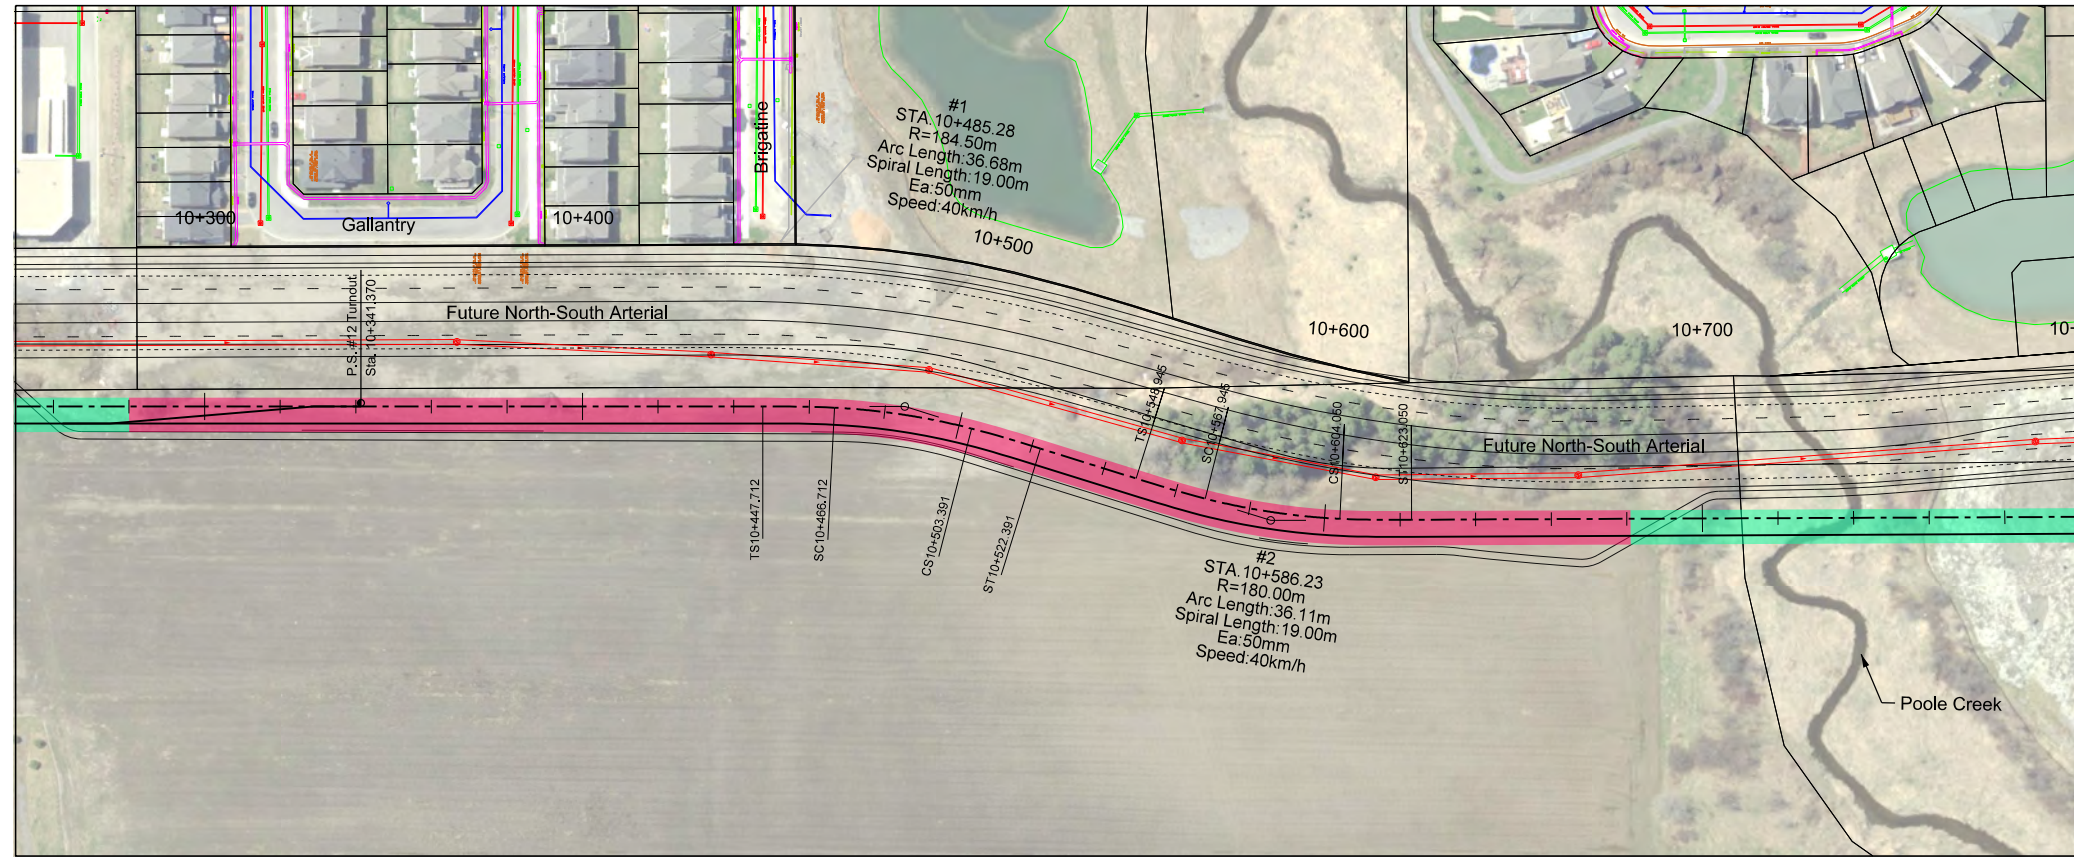 Brigatine
#1
STA.10+485.28
R=184.50m
Arc Length:36.68m
Spiral Length:19.00m
Ea:50mm
Speed:40km/h
10+300
Gallantry
10+400
10+500
P.S. #12 Turnout
Sta. 10+341.370
Future North-South Arterial
10+600
10+700
10+
TS10+548.945
SC10+567.945
CS10+604.050
ST10+623.050
Future North-South Arterial
TS10+447.712
SC10+466.712
CS10+503.391
ST10+522.391
#2
STA.10+586.23
R=180.00m
Arc Length:36.11m
Spiral Length:19.00m
Ea:50mm
Speed:40km/h
Poole Creek